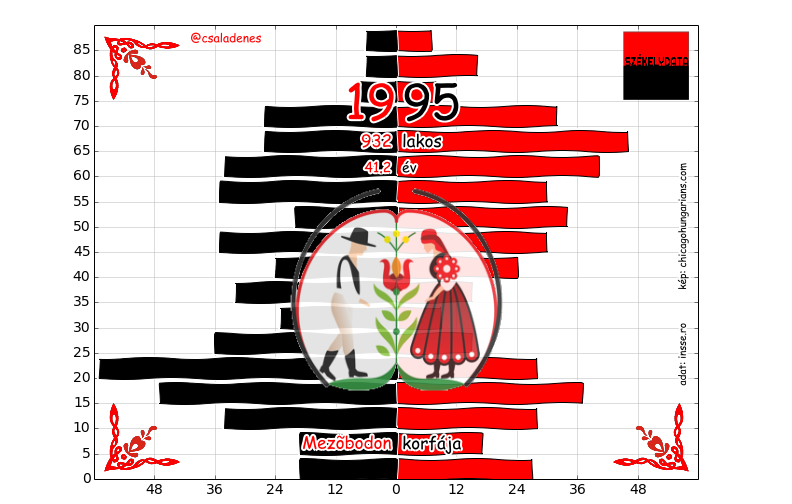 @csaladenes
SZÉKELYDATA
1995
932 lakos
41,2 év
kép: chicagohungarians.com
adat: insse.ro
Mezõbodon korfája
85
80
75
70
65
60
55
50
45
40
35
30
25
20
15
10
5
0
48 36 24 12 0 12 24 36 48